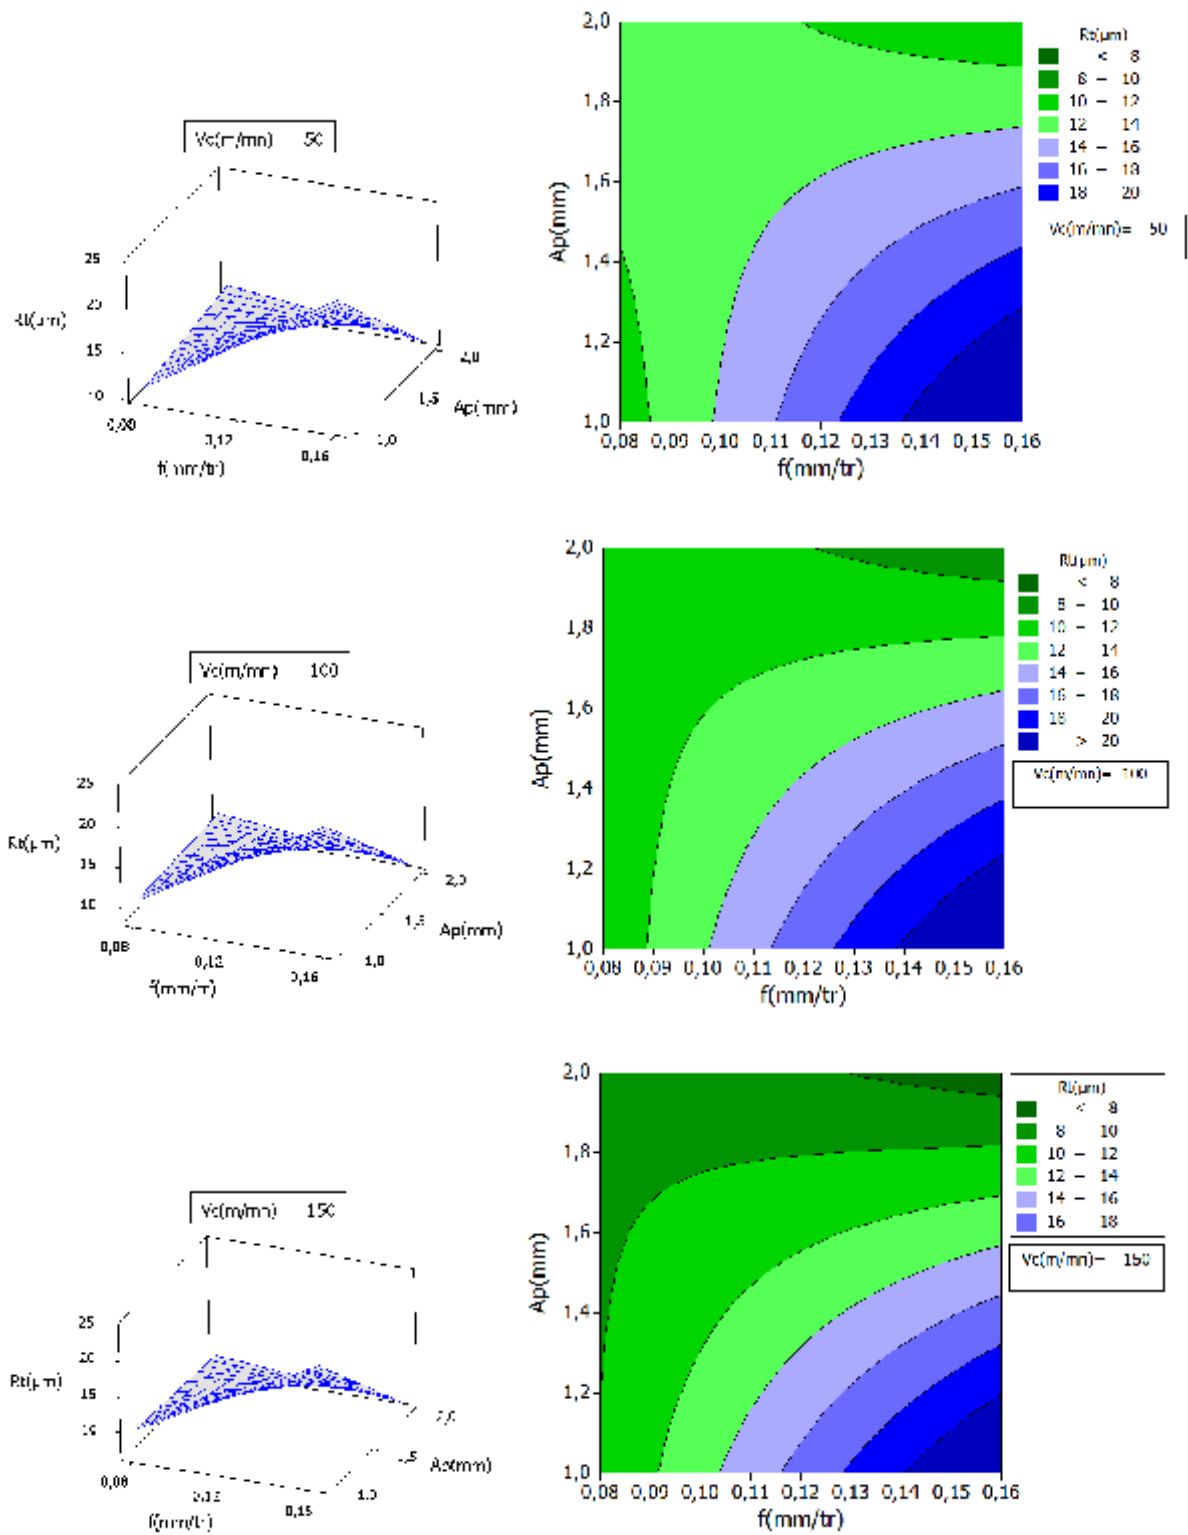 Vc(m/mn) 50
25
20
15
Rt(µm)
0,08
0,12
0,16
f(mm/tr)
1,0
1,5
2,0
Ap(mm)
2,0
1,8
1,6
1,4
1,2
1,0
Ap(mm)
0,08 0,09 0,10 0,11 0,12 0,13 0,14 0,15 0,16
f(mm/tr)
Rt(µm)
< 8
8 – 10
10 – 12
12 14
14 – 16
16 – 18
18 20
Vc(m/mn)= 50
Vc(m/mn) 100
25
20
15
10
Rt(µm)
0,08
0,12
0,16
f(mm/tr)
1,0
1,5
2,0
Ap(mm)
2,0
1,8
1,6
1,4
1,2
1,0
Ap(mm)
0,08 0,09 0,10 0,11 0,12 0,13 0,14 0,15 0,16
f(mm/tr)
Rt(µm)
< 8
8 – 10
10 – 12
12 14
14 – 16
16 – 18
18 20
> 20
Vc(m/mn)= 100
Vc(m/mn) 150
25
20
15
10
Rt(µm)
0,08
0,12
f(mm/tr)
1,0
2,0
Ap(mm)
2,0
1,8
1,6
1,4
1,2
1,0
Ap(mm)
0,08 0,09 0,10 0,11 0,12 0,13 0,14 0,15 0,16
f(mm/tr)
Rt(µm)
< 8
8 10
10 – 12
12 – 14
14 – 16
16 18
Vc(m/mn)= 150